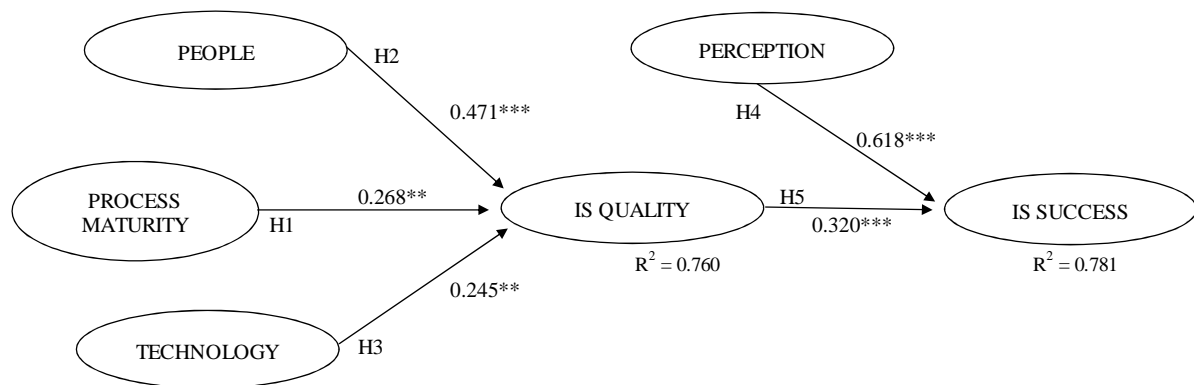 PEOPLE
H2
0.471***
PERCEPTION
H4
0.618***
PROCESS
MATURITY
H1
0.268**
IS QUALITY
R² = 0.760
H5
0.320***
IS SUCCESS
R² = 0.781
TECHNOLOGY
H3
0.245**